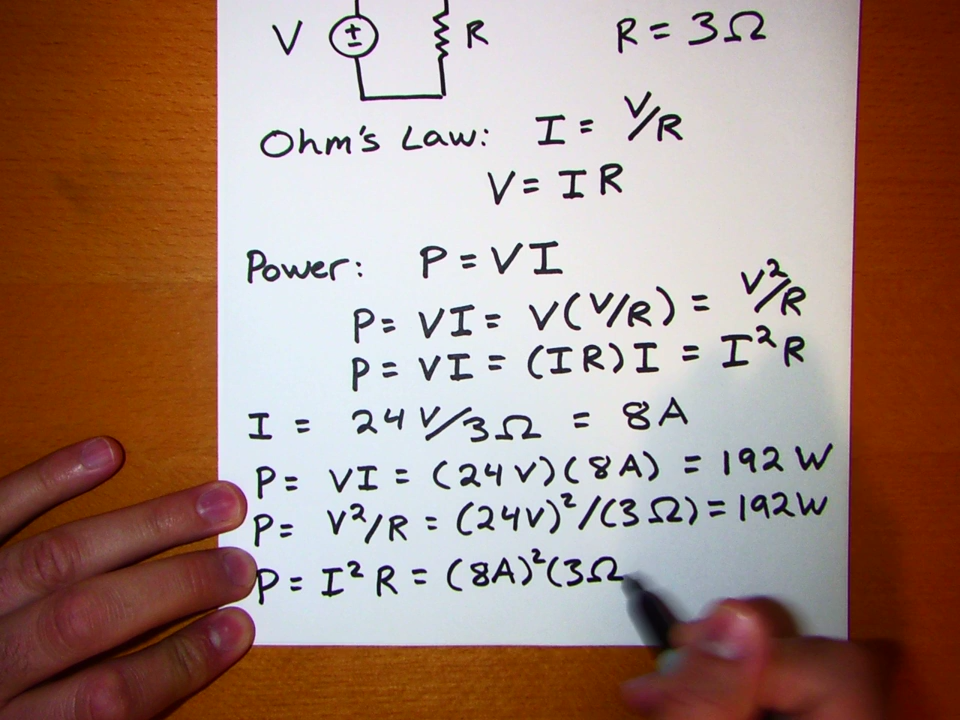 V ± R R = 3Ω
Ohm's Law: I = V/R
V = IR
Power: P = VI
P = VI = V(V/R) = V²/R
P = VI = (IR)I = I²R
I = 24V/3Ω = 8A
P = VI = (24V)(8A) = 192W
P = V²/R = (24V)²/(3Ω) = 192W
P = I²R = (8A)²(3Ω